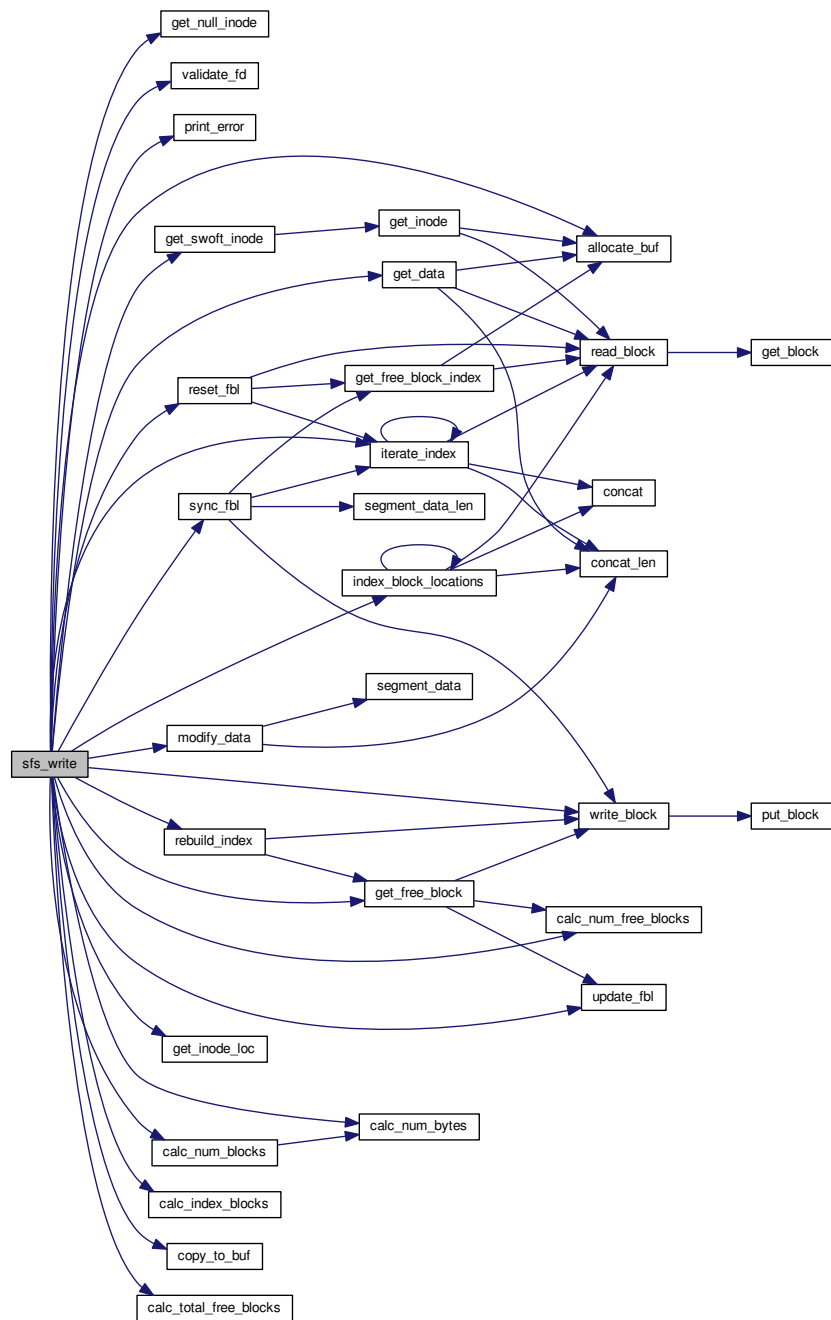 get_null_inode
validate_fd
print_error
get_inode
get_swoft_inode
allocate_buf
get_data
read_block
get_block
get_free_block_index
reset_fbl
iterate_index
concat
segment_data_len
sync_fbl
concat_len
index_block_locations
segment_data
modify_data
sfs_write
write_block
put_block
rebuild_index
get_free_block
calc_num_free_blocks
update_fbl
get_inode_loc
calc_num_bytes
calc_num_blocks
calc_index_blocks
copy_to_buf
calc_total_free_blocks